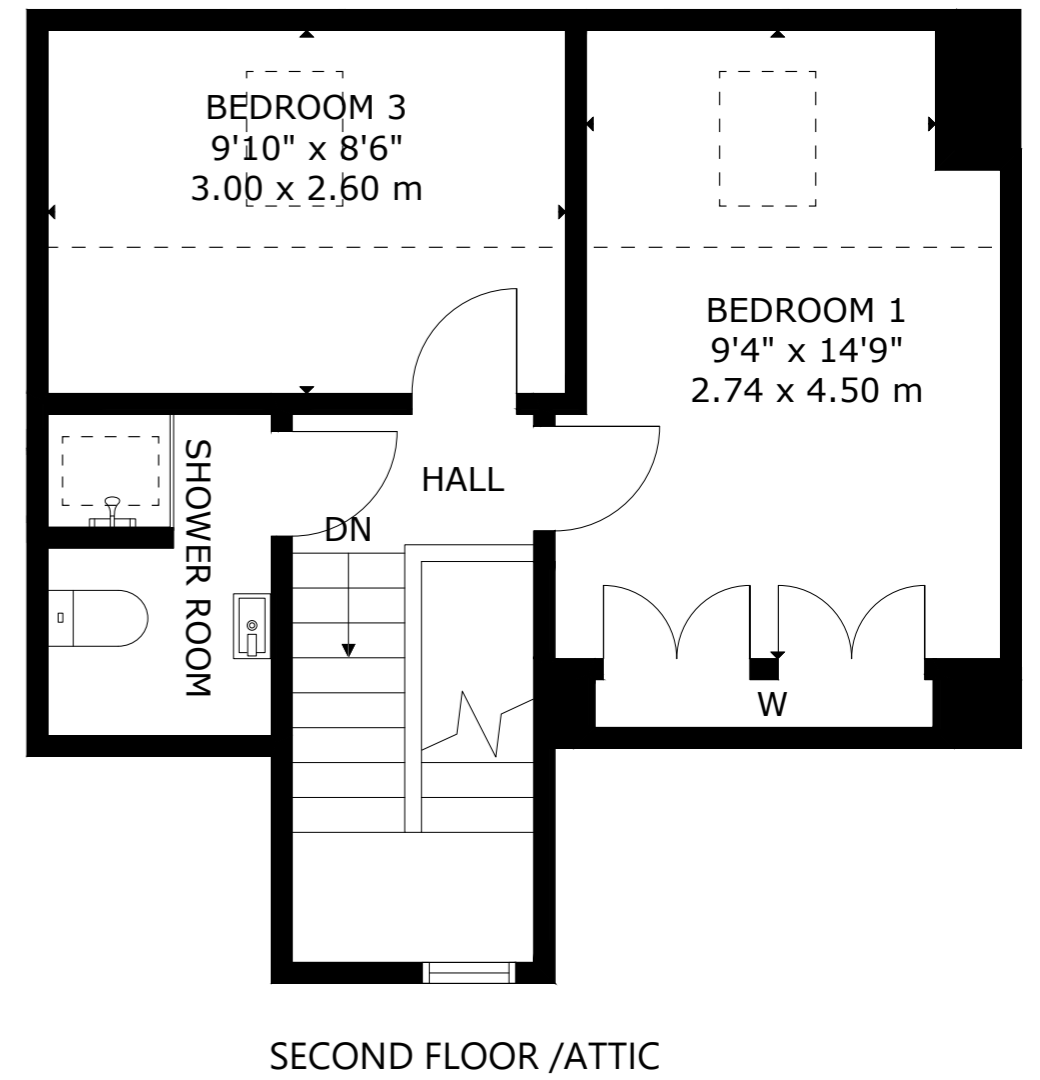 BEDROOM 3
9'10" x 8'6"
3.00 x 2.60 m
BEDROOM 1
9'4" x 14'9"
2.74 x 4.50 m
SHOWER ROOM
HALL
DN
W
SECOND FLOOR /ATTIC